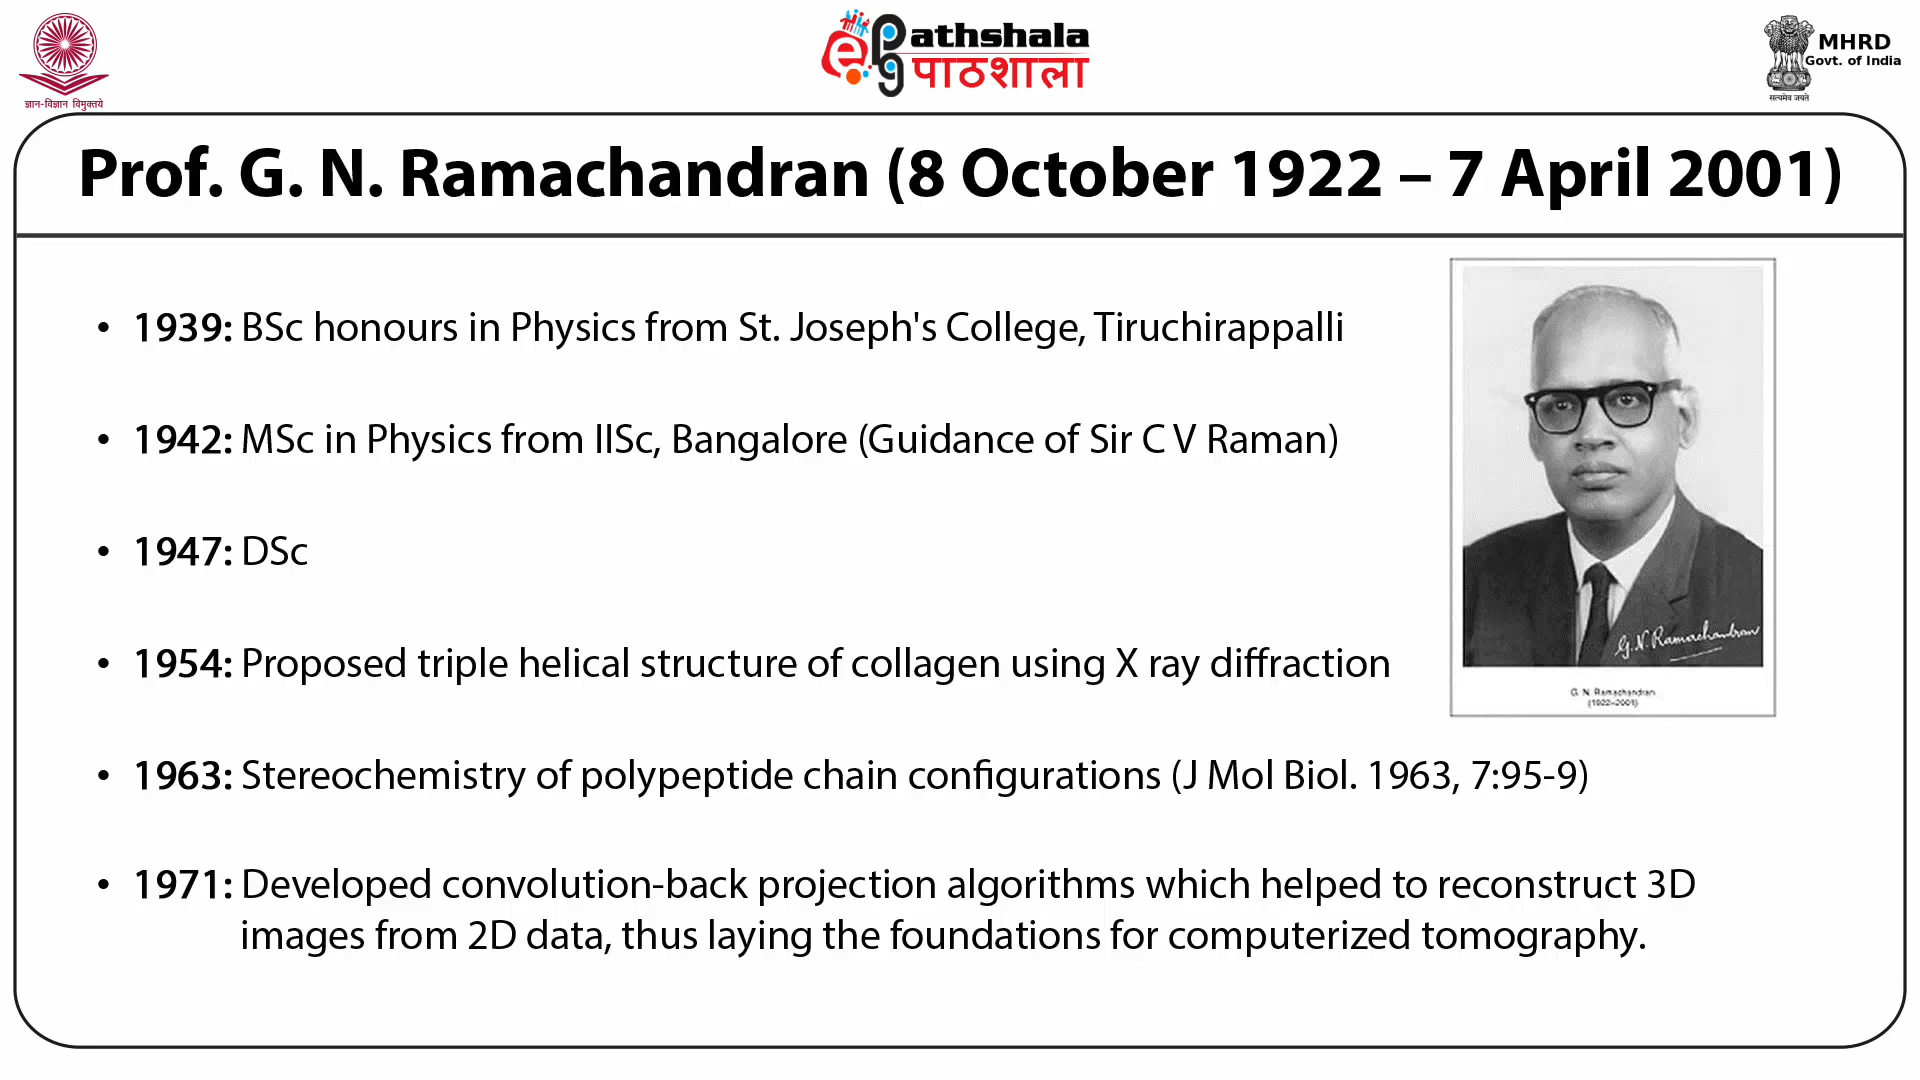 ज्ञान-विज्ञान विमुक्तये
ePathshala
पाठशाला
MHRD
Govt. of India
सत्यमेव जयते
Prof. G. N. Ramachandran (8 October 1922 – 7 April 2001)
• 1939: BSc honours in Physics from St. Joseph's College, Tiruchirappalli
• 1942: MSc in Physics from IISc, Bangalore (Guidance of Sir C V Raman)
• 1947: DSc
• 1954: Proposed triple helical structure of collagen using X ray diffraction
G.N. Ramachandran
G. N. Ramachandran
(1922–2001)
• 1963: Stereochemistry of polypeptide chain configurations (J Mol Biol. 1963, 7:95-9)
• 1971: Developed convolution-back projection algorithms which helped to reconstruct 3D
images from 2D data, thus laying the foundations for computerized tomography.